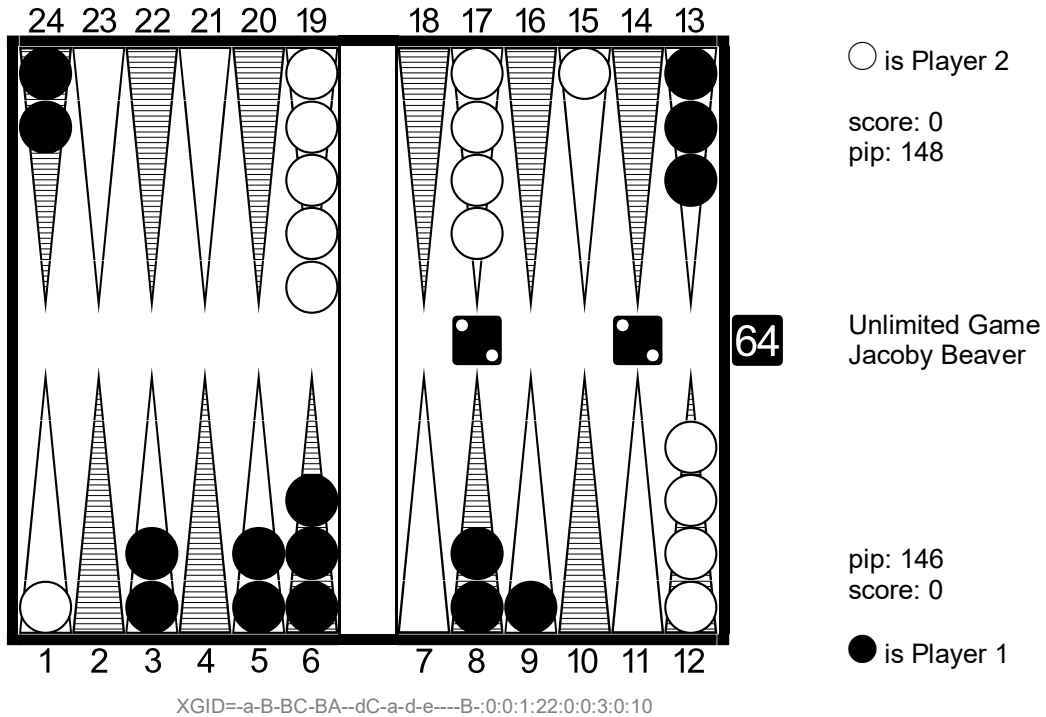 24 23 22 21 20 19 18 17 16 15 14 13
is Player 2
score: 0
pip: 148
64
Unlimited Game
Jacoby Beaver
pip: 146
score: 0
is Player 1
1 2 3 4 5 6 7 8 9 10 11 12
XGID=-a-B-BC-BA--dC-a-d-e----B-:0:0:1:22:0:0:3:0:10